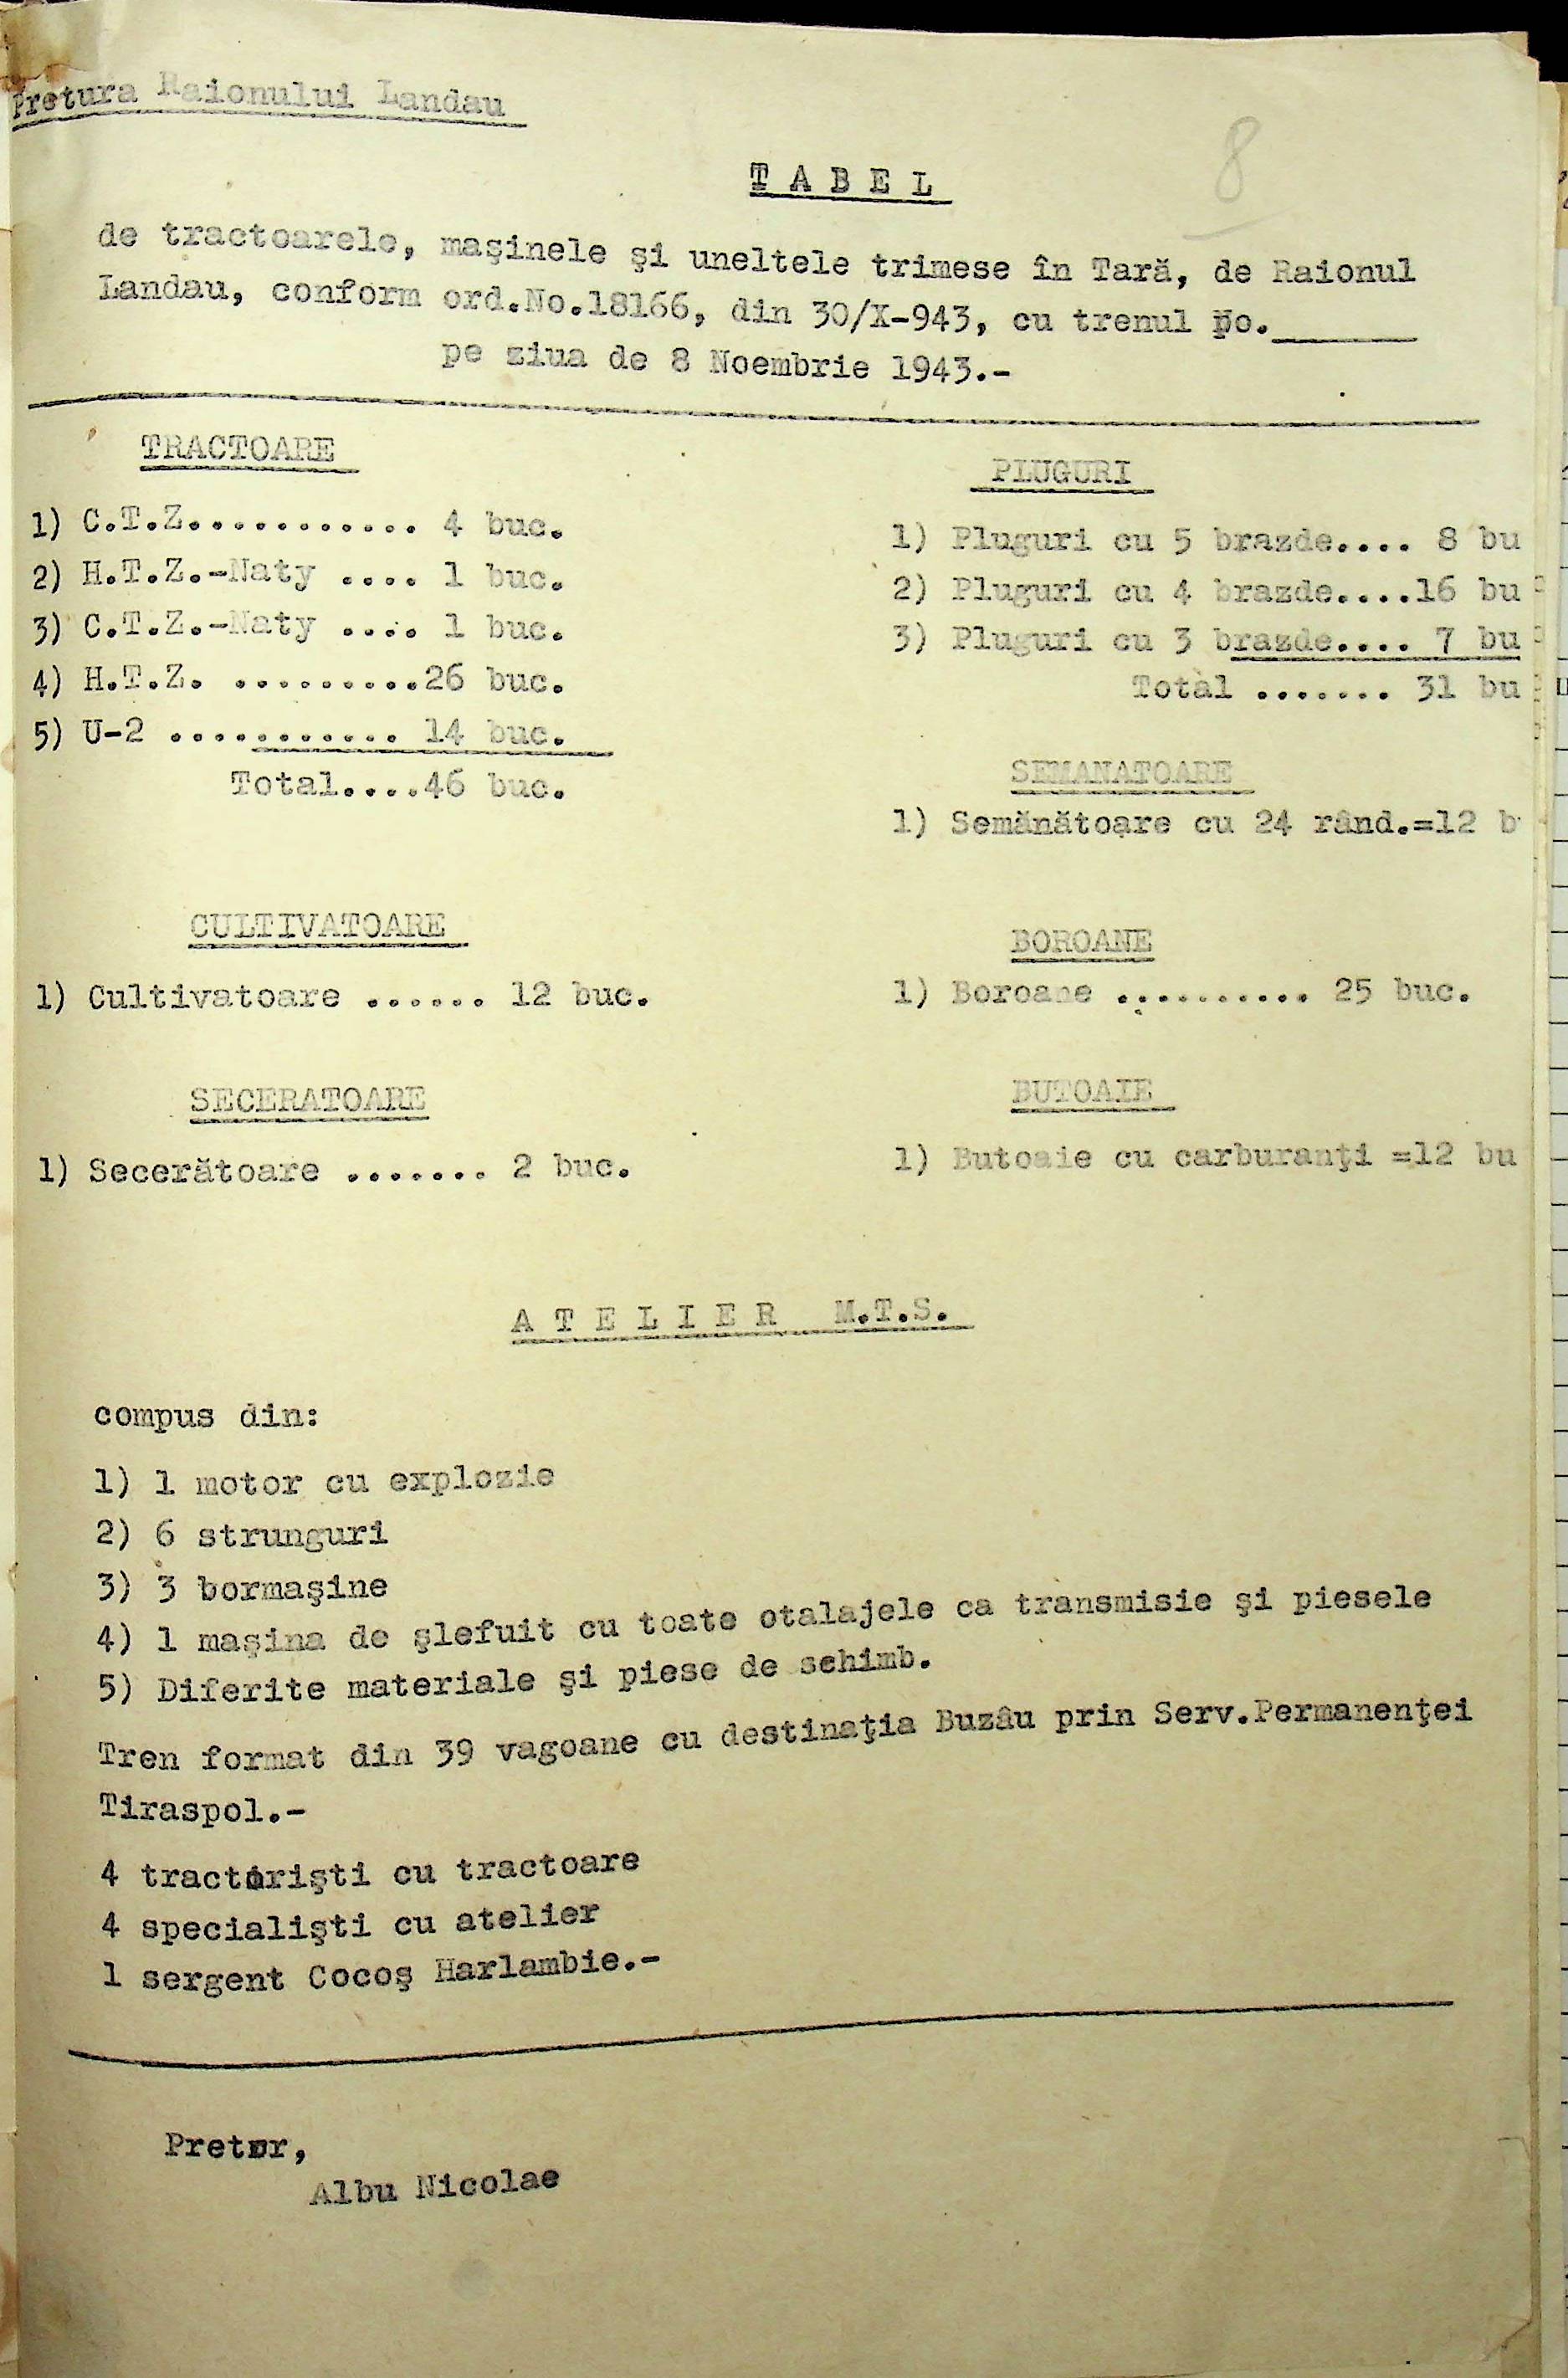 Pretura Raionului Landau
8
T A B E L
de tractoarele, maşinele şi uneltele trimese în Tară, de Raionul
Landau, conform ord.No.18166, din 30/X-943, cu trenul No.______
pe ziua de 8 Noembrie 1943.-
TRACTOARE
1) C.T.Z............ 4 buc.
2) H.T.Z.-Naty .... 1 buc.
3) C.T.Z.-Naty .... 1 buc.
4) H.T.Z. .........26 buc.
5) U-2 ........... 14 buc.
Total....46 buc.
PLUGURI
1) Pluguri cu 5 brazde.... 8 bu
2) Pluguri cu 4 brazde....16 bu
3) Pluguri cu 3 brazde.... 7 bu
Total ....... 31 bu
SEMANATOARE
1) Semănătoare cu 24 rând.=12 b
CULTIVATOARE
1) Cultivatoare ...... 12 buc.
BOROANE
1) Boroane .......... 25 buc.
SECERATOARE
1) Secerătoare ....... 2 buc.
BUTOAIE
1) Butoaie cu carburanţi =12 bu
A T E L I E R M.T.S.
compus din:
1) 1 motor cu explozie
2) 6 strunguri
3) 3 bormaşine
4) 1 maşina de şlefuit cu toate otalajele ca transmisie şi piesele
5) Diferite materiale şi piese de schimb.
Tren format din 39 vagoane cu destinaţia Buzâu prin Serv.Permanenţei
Tiraspol.-
4 tractorişti cu tractoare
4 specialişti cu atelier
1 sergent Cocoş Harlambie.-
Pretor,
Albu Nicolae